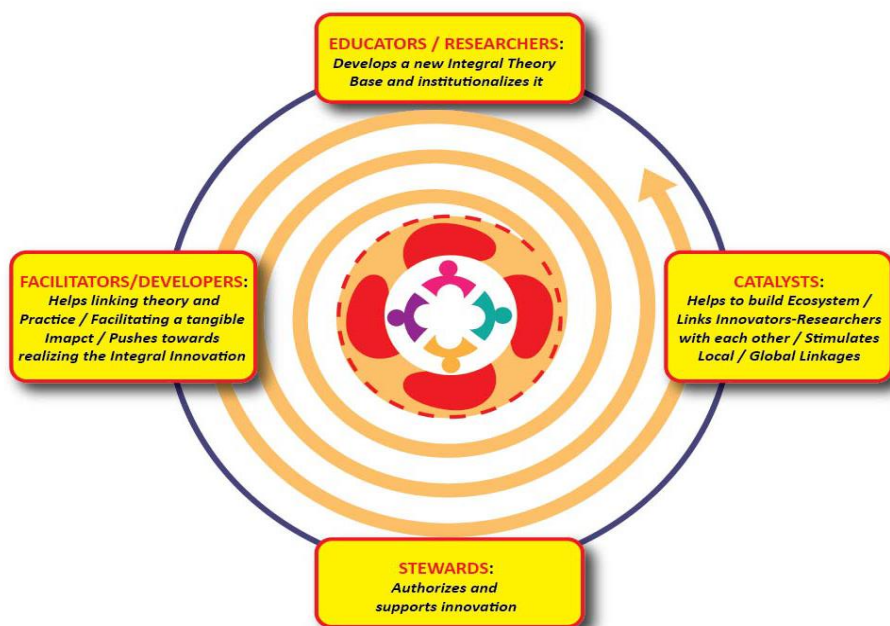 EDUCATORS / RESEARCHERS:
Develops a new Integral Theory
Base and institutionalizes it
FACILITATORS/DEVELOPERS:
Helps linking theory and
Practice / Facilitating a tangible
Imapct / Pushes towards
realizing the Integral Innovation
CATALYSTS:
Helps to build Ecosystem /
Links Innovators-Researchers
with each other / Stimulates
Local / Global Linkages
STEWARDS:
Authorizes and
supports innovation